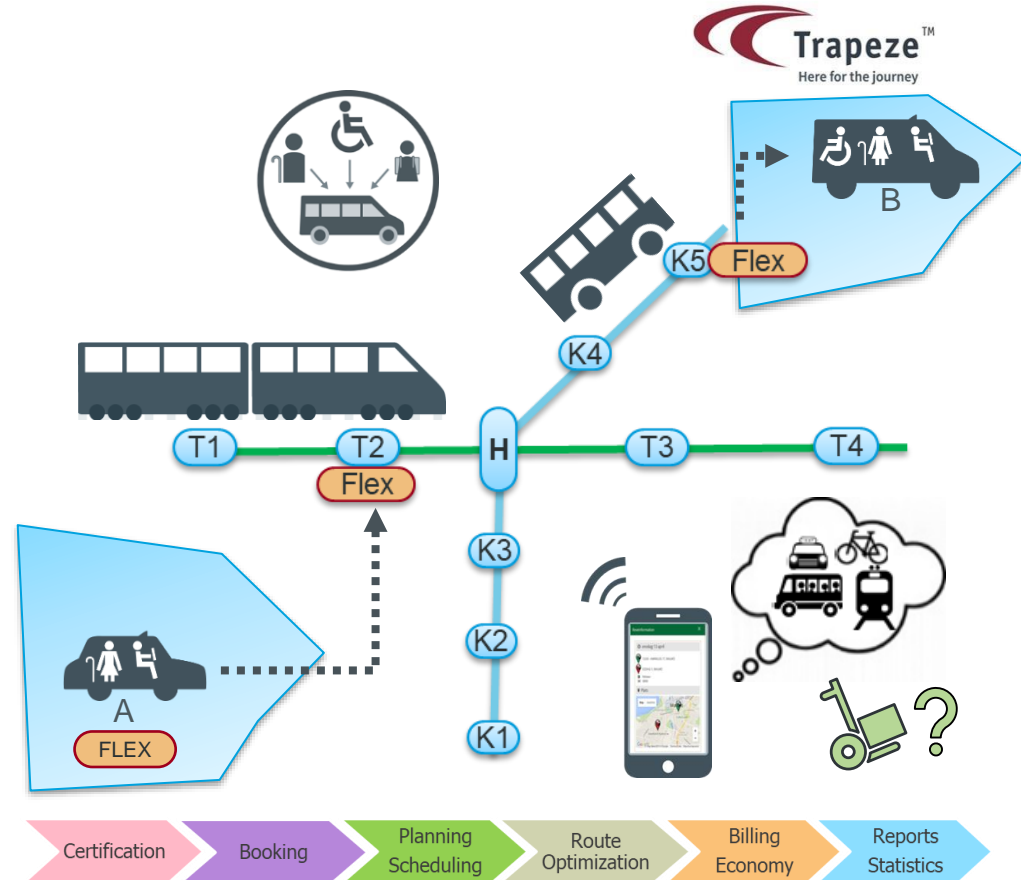 Trapeze™
Here for the journey
B
K5
Flex
K4
T1
T2
H
T3
T4
Flex
K3
K2
A
FLEX
K1
Certification
Booking
Planning
Scheduling
Route
Optimization
Billing
Economy
Reports
Statistics
?